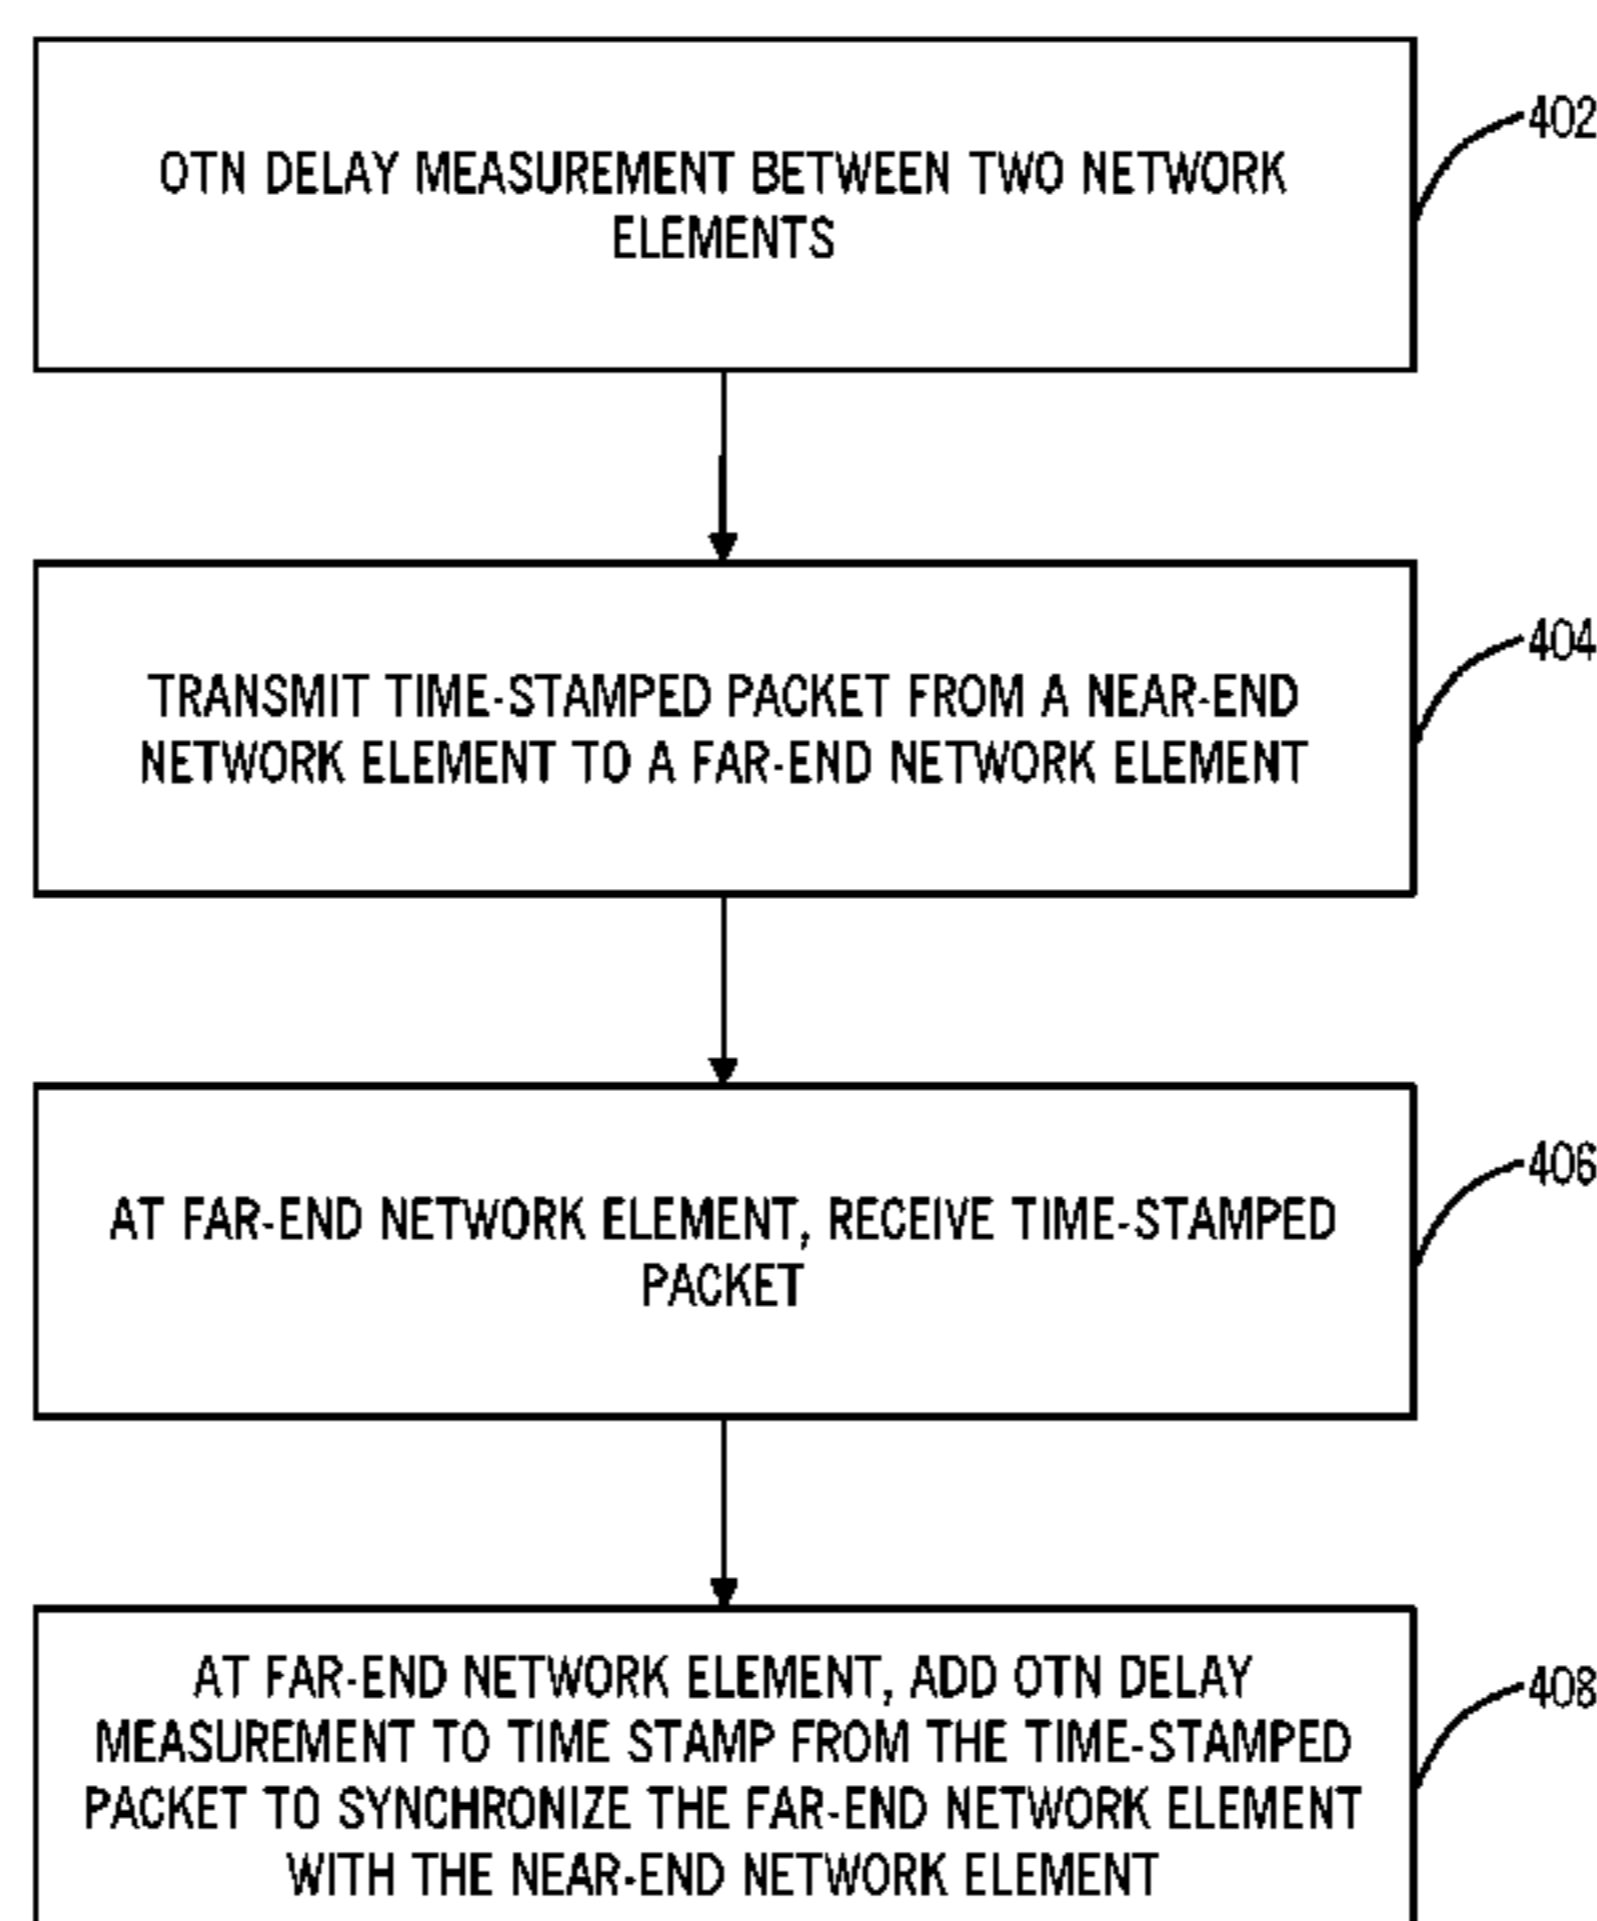 OTN DELAY MEASUREMENT BETWEEN TWO NETWORK
ELEMENTS
402
TRANSMIT TIME-STAMPED PACKET FROM A NEAR-END
NETWORK ELEMENT TO A FAR-END NETWORK ELEMENT
404
AT FAR-END NETWORK ELEMENT, RECEIVE TIME-STAMPED
PACKET
406
AT FAR-END NETWORK ELEMENT, ADD OTN DELAY
MEASUREMENT TO TIME STAMP FROM THE TIME-STAMPED
PACKET TO SYNCHRONIZE THE FAR-END NETWORK ELEMENT
WITH THE NEAR-END NETWORK ELEMENT
408